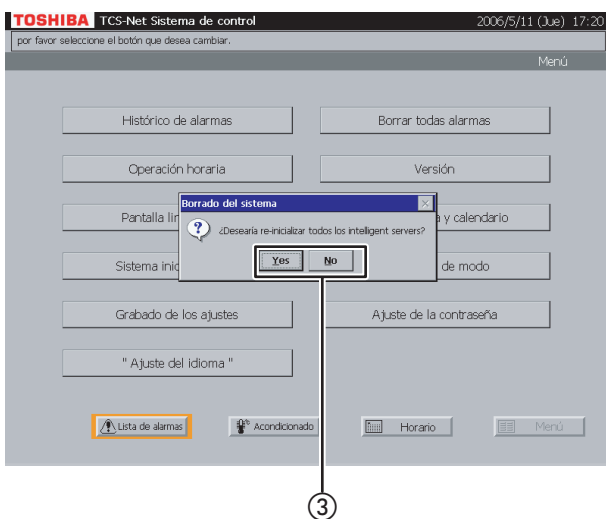 TOSHIBA TCS-Net Sistema de control 2006/5/11 (Jue) 17:20
por favor seleccione el botón que desea cambiar.
Menú
Histórico de alarmas Borrar todas alarmas
Operación horaria Versión
Borrado del sistema
Pantalla y calendario
¿Desearía re-inicializar todos los intelligent servers?
Yes No
Sistema de modo
Grabado de los ajustes Ajuste de la contraseña
" Ajuste del idioma "
Lista de alarmas Acondicionado Horario Menú
③